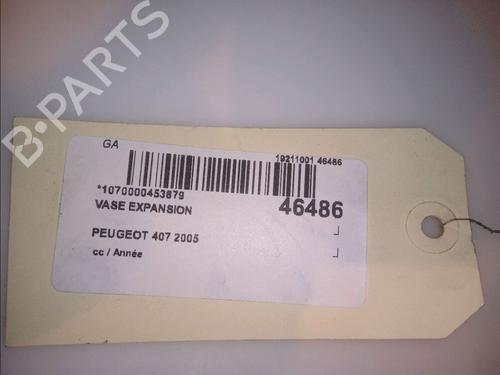 B·PARTS
GA
19211001 46486
*1070000453879
VASE EXPANSION
46486
PEUGEOT 407 2005
cc / Année